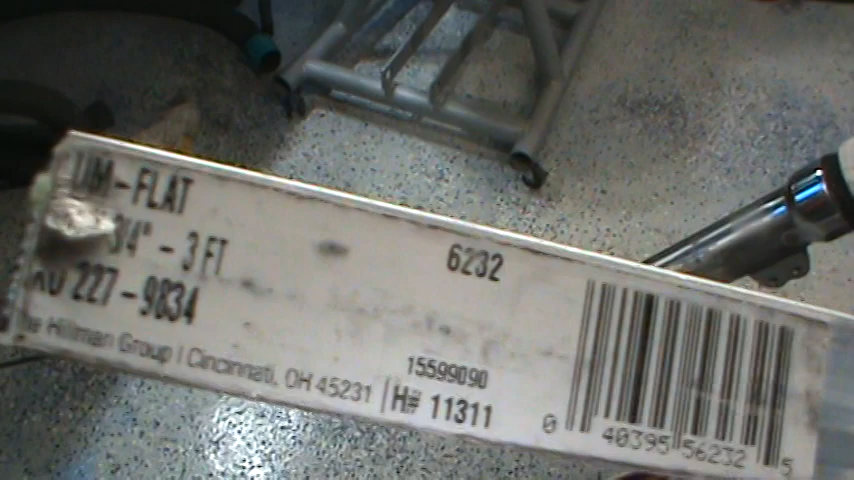 UM-FLAT
3/4" - 3 FT
KU 227-9834
e Hillman Group | Cincinnati, OH 45231
6232
15599090
H# 11311
0 40395 56232 5